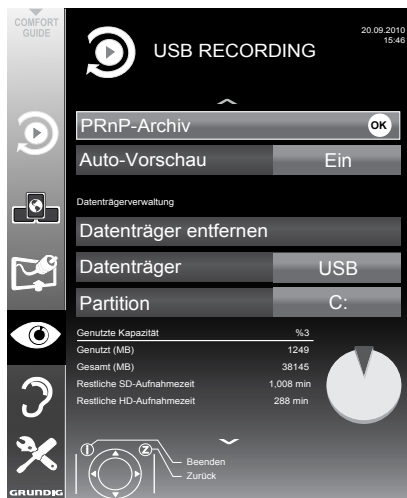 COMFORT
GUIDE
USB RECORDING
20.09.2010
15:46
PRnP-Archiv OK
Auto-Vorschau Ein
Datenträgerverwaltung
Datenträger entfernen
Datenträger USB
Partition C:
Genutzte Kapazität %3
Genutzt (MB) 1249
Gesamt (MB) 38145
Restliche SD-Aufnahmezeit 1,008 min
Restliche HD-Aufnahmezeit 288 min
Z
Beenden
Zurück
GRUNDIG